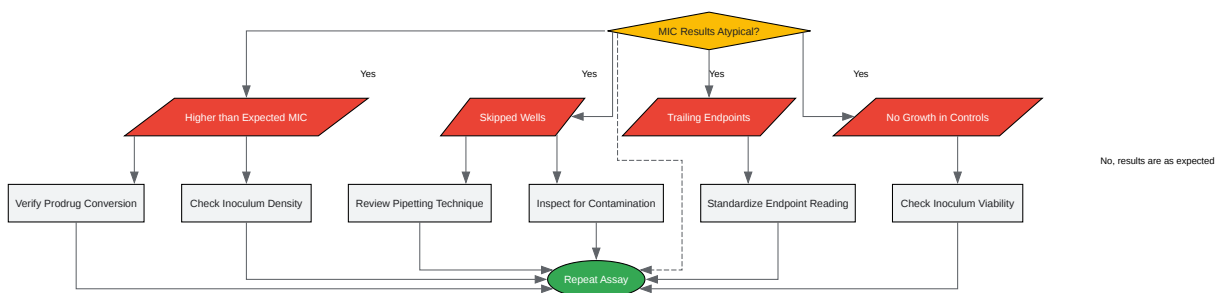 MIC Results Atypical?
Yes
Yes
Yes
Yes
Higher than Expected MIC
Skipped Wells
Trailing Endpoints
No Growth in Controls
No, results are as expected
Verify Prodrug Conversion
Check Inoculum Density
Review Pipetting Technique
Inspect for Contamination
Standardize Endpoint Reading
Check Inoculum Viability
Repeat Assay